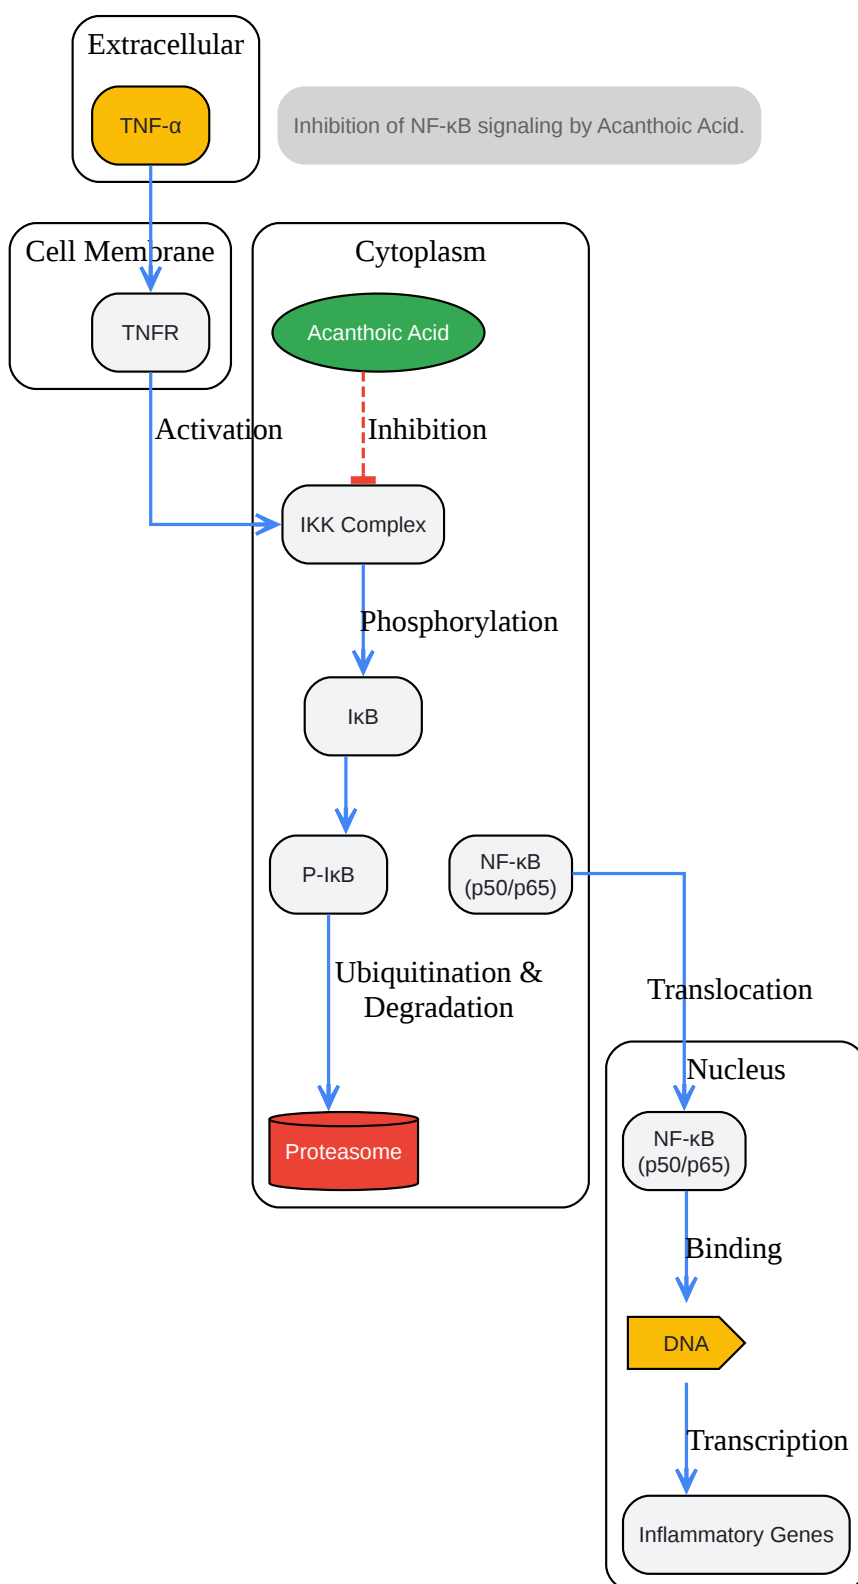 Extracellular
TNF-α
Inhibition of NF-κB signaling by Acanthoic Acid.
Cell Membrane
TNFR
Cytoplasm
Acanthoic Acid
Activation
Inhibition
IKK Complex
Phosphorylation
IκB
P-IκB
NF-κB
(p50/p65)
Ubiquitination &
Degradation
Translocation
Proteasome
Nucleus
NF-κB
(p50/p65)
Binding
DNA
Transcription
Inflammatory Genes